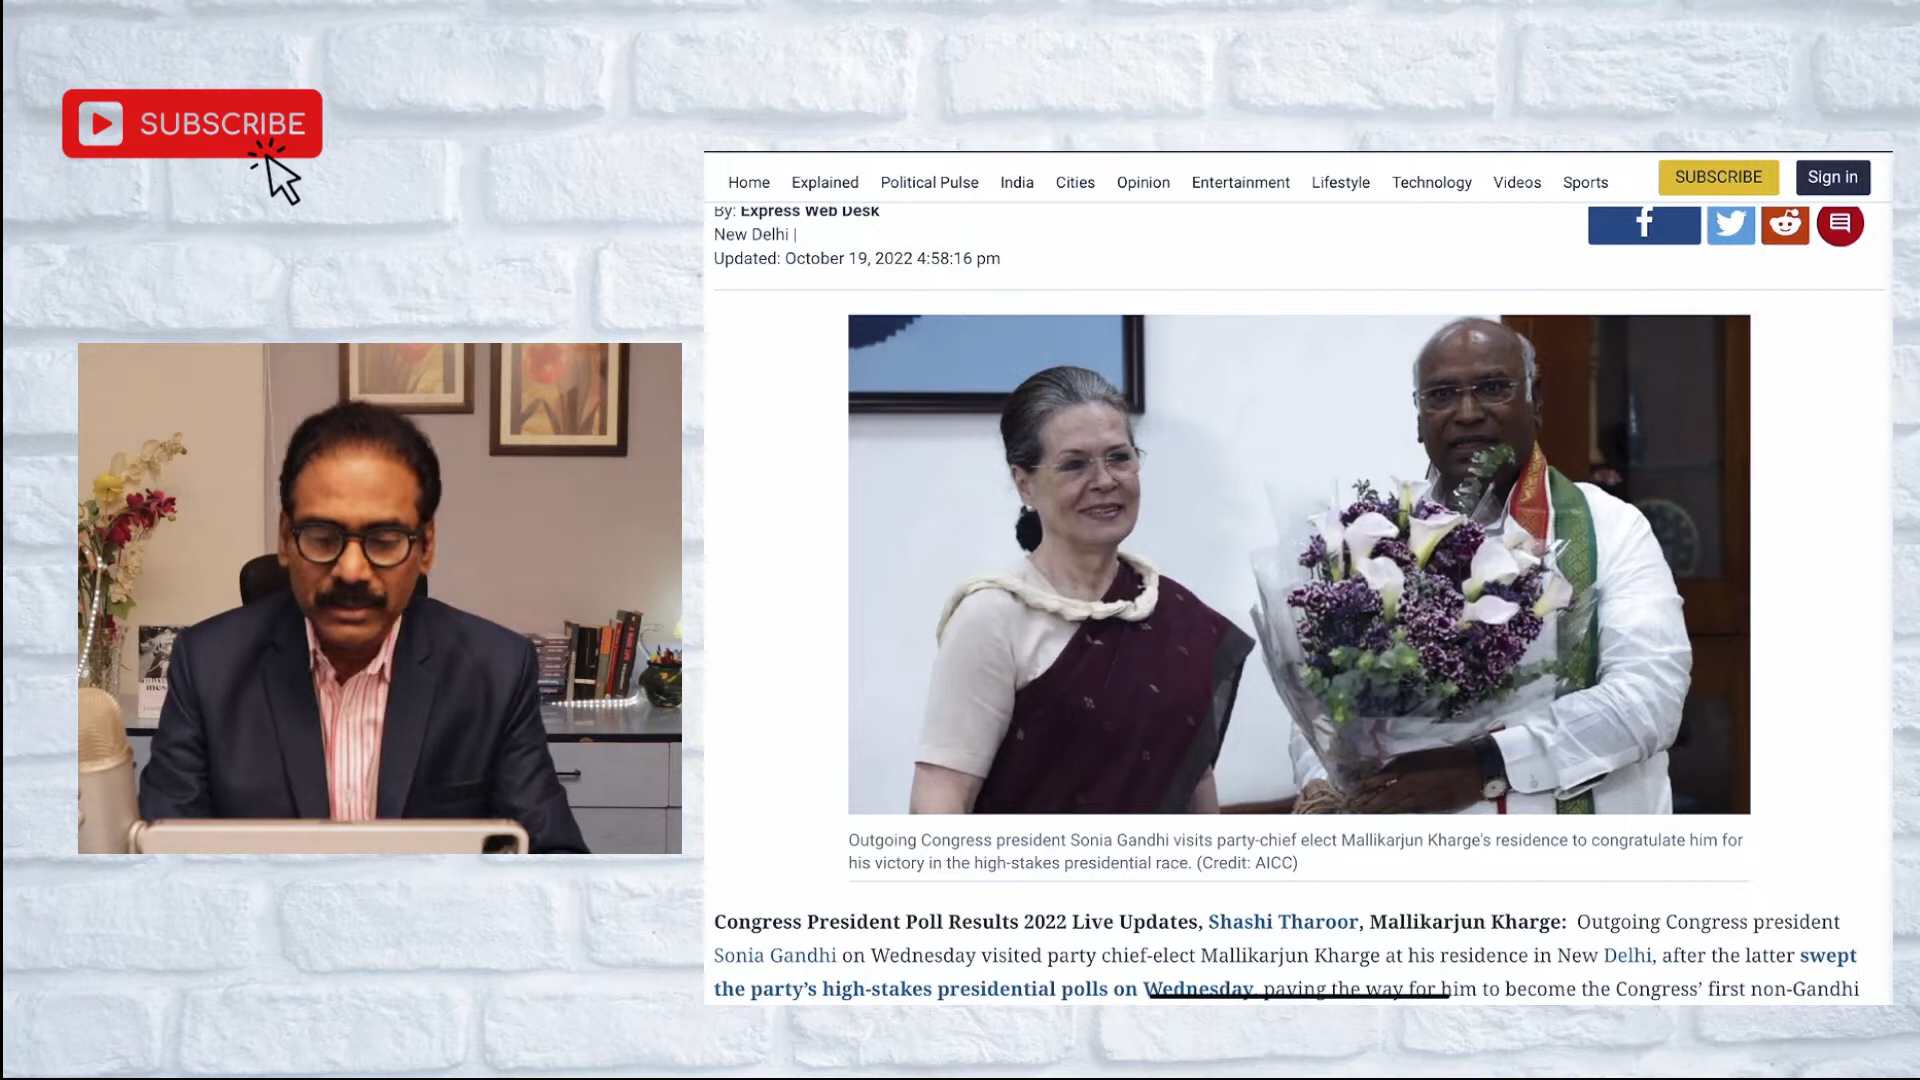 SUBSCRIBE
Home Explained Political Pulse India Cities Opinion Entertainment Lifestyle Technology Videos Sports SUBSCRIBE Sign in
By: Express Web Desk
New Delhi |
Updated: October 19, 2022 4:58:16 pm
Outgoing Congress president Sonia Gandhi visits party-chief elect Mallikarjun Kharge's residence to congratulate him for
his victory in the high-stakes presidential race. (Credit: AICC)
Congress President Poll Results 2022 Live Updates, Shashi Tharoor, Mallikarjun Kharge: Outgoing Congress president
Sonia Gandhi on Wednesday visited party chief-elect Mallikarjun Kharge at his residence in New Delhi, after the latter swept
the party’s high-stakes presidential polls on Wednesday, paving the way for him to become the Congress’ first non-Gandhi